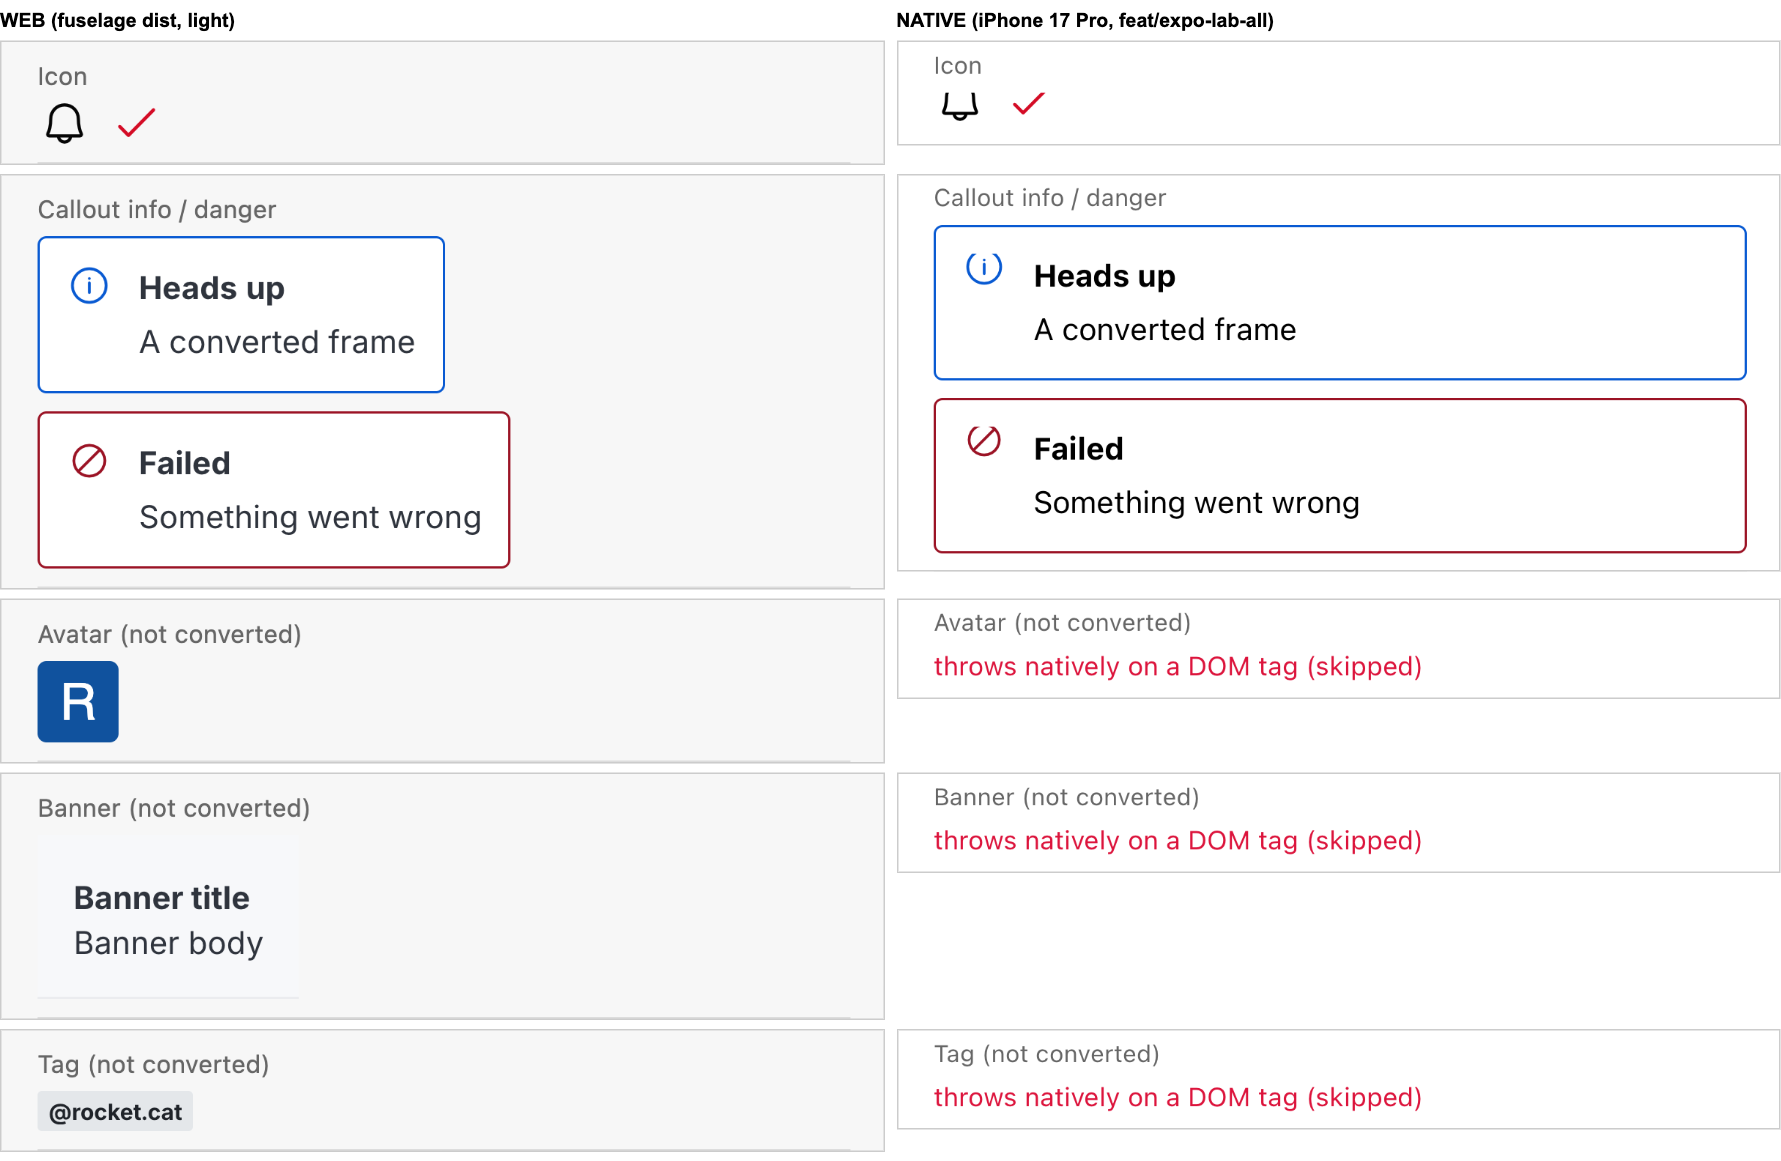 WEB (fuselage dist, light)
Icon
Callout info / danger
Heads up
A converted frame
Failed
Something went wrong
Avatar (not converted)
R
Banner (not converted)
Banner title
Banner body
Tag (not converted)
@rocket.cat
NATIVE (iPhone 17 Pro, feat/expo-lab-all)
Icon
Callout info / danger
Heads up
A converted frame
Failed
Something went wrong
Avatar (not converted)
throws natively on a DOM tag (skipped)
Banner (not converted)
throws natively on a DOM tag (skipped)
Tag (not converted)
throws natively on a DOM tag (skipped)